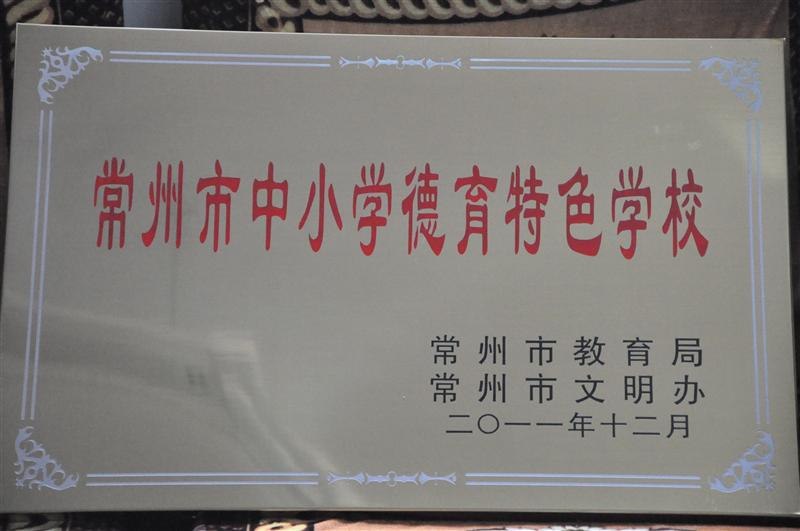 常州市中小学德育特色学校
常州市教育局
常州市文明办
二〇一一年十二月